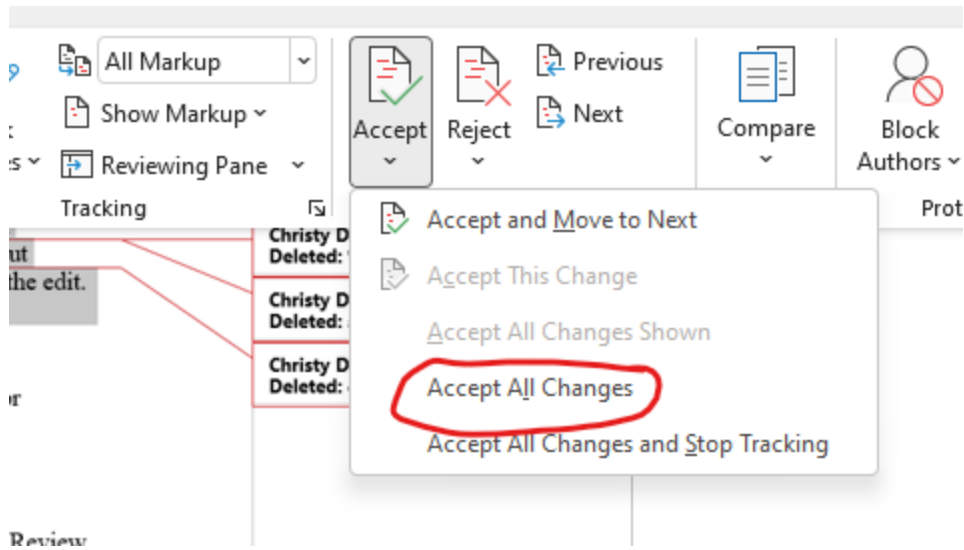 All Markup
Show Markup
Reviewing Pane
Tracking
Accept
Reject
Previous
Next
Compare
Block
Authors
Accept and Move to Next
Accept This Change
Accept All Changes Shown
Accept All Changes
Accept All Changes and Stop Tracking
the edit.
Christy D
Deleted:
Christy D
Deleted:
Christy D
Deleted:
Review